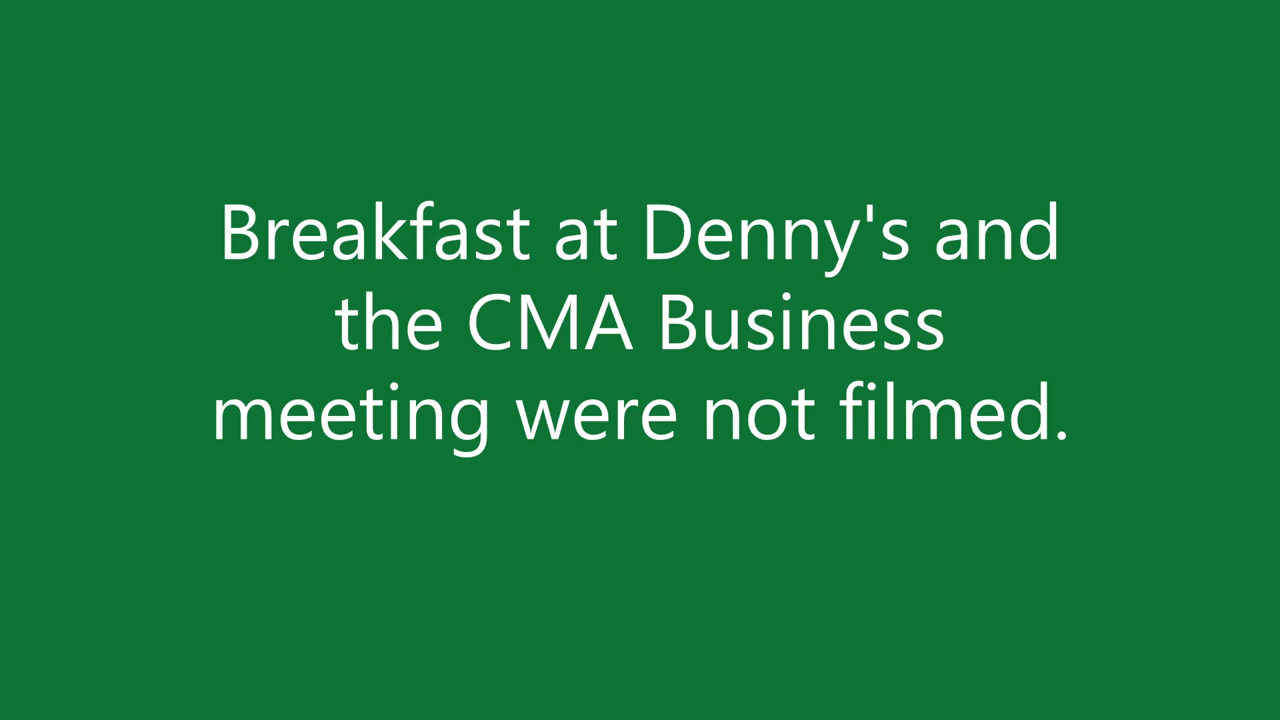 Breakfast at Denny's and
the CMA Business
meeting were not filmed.